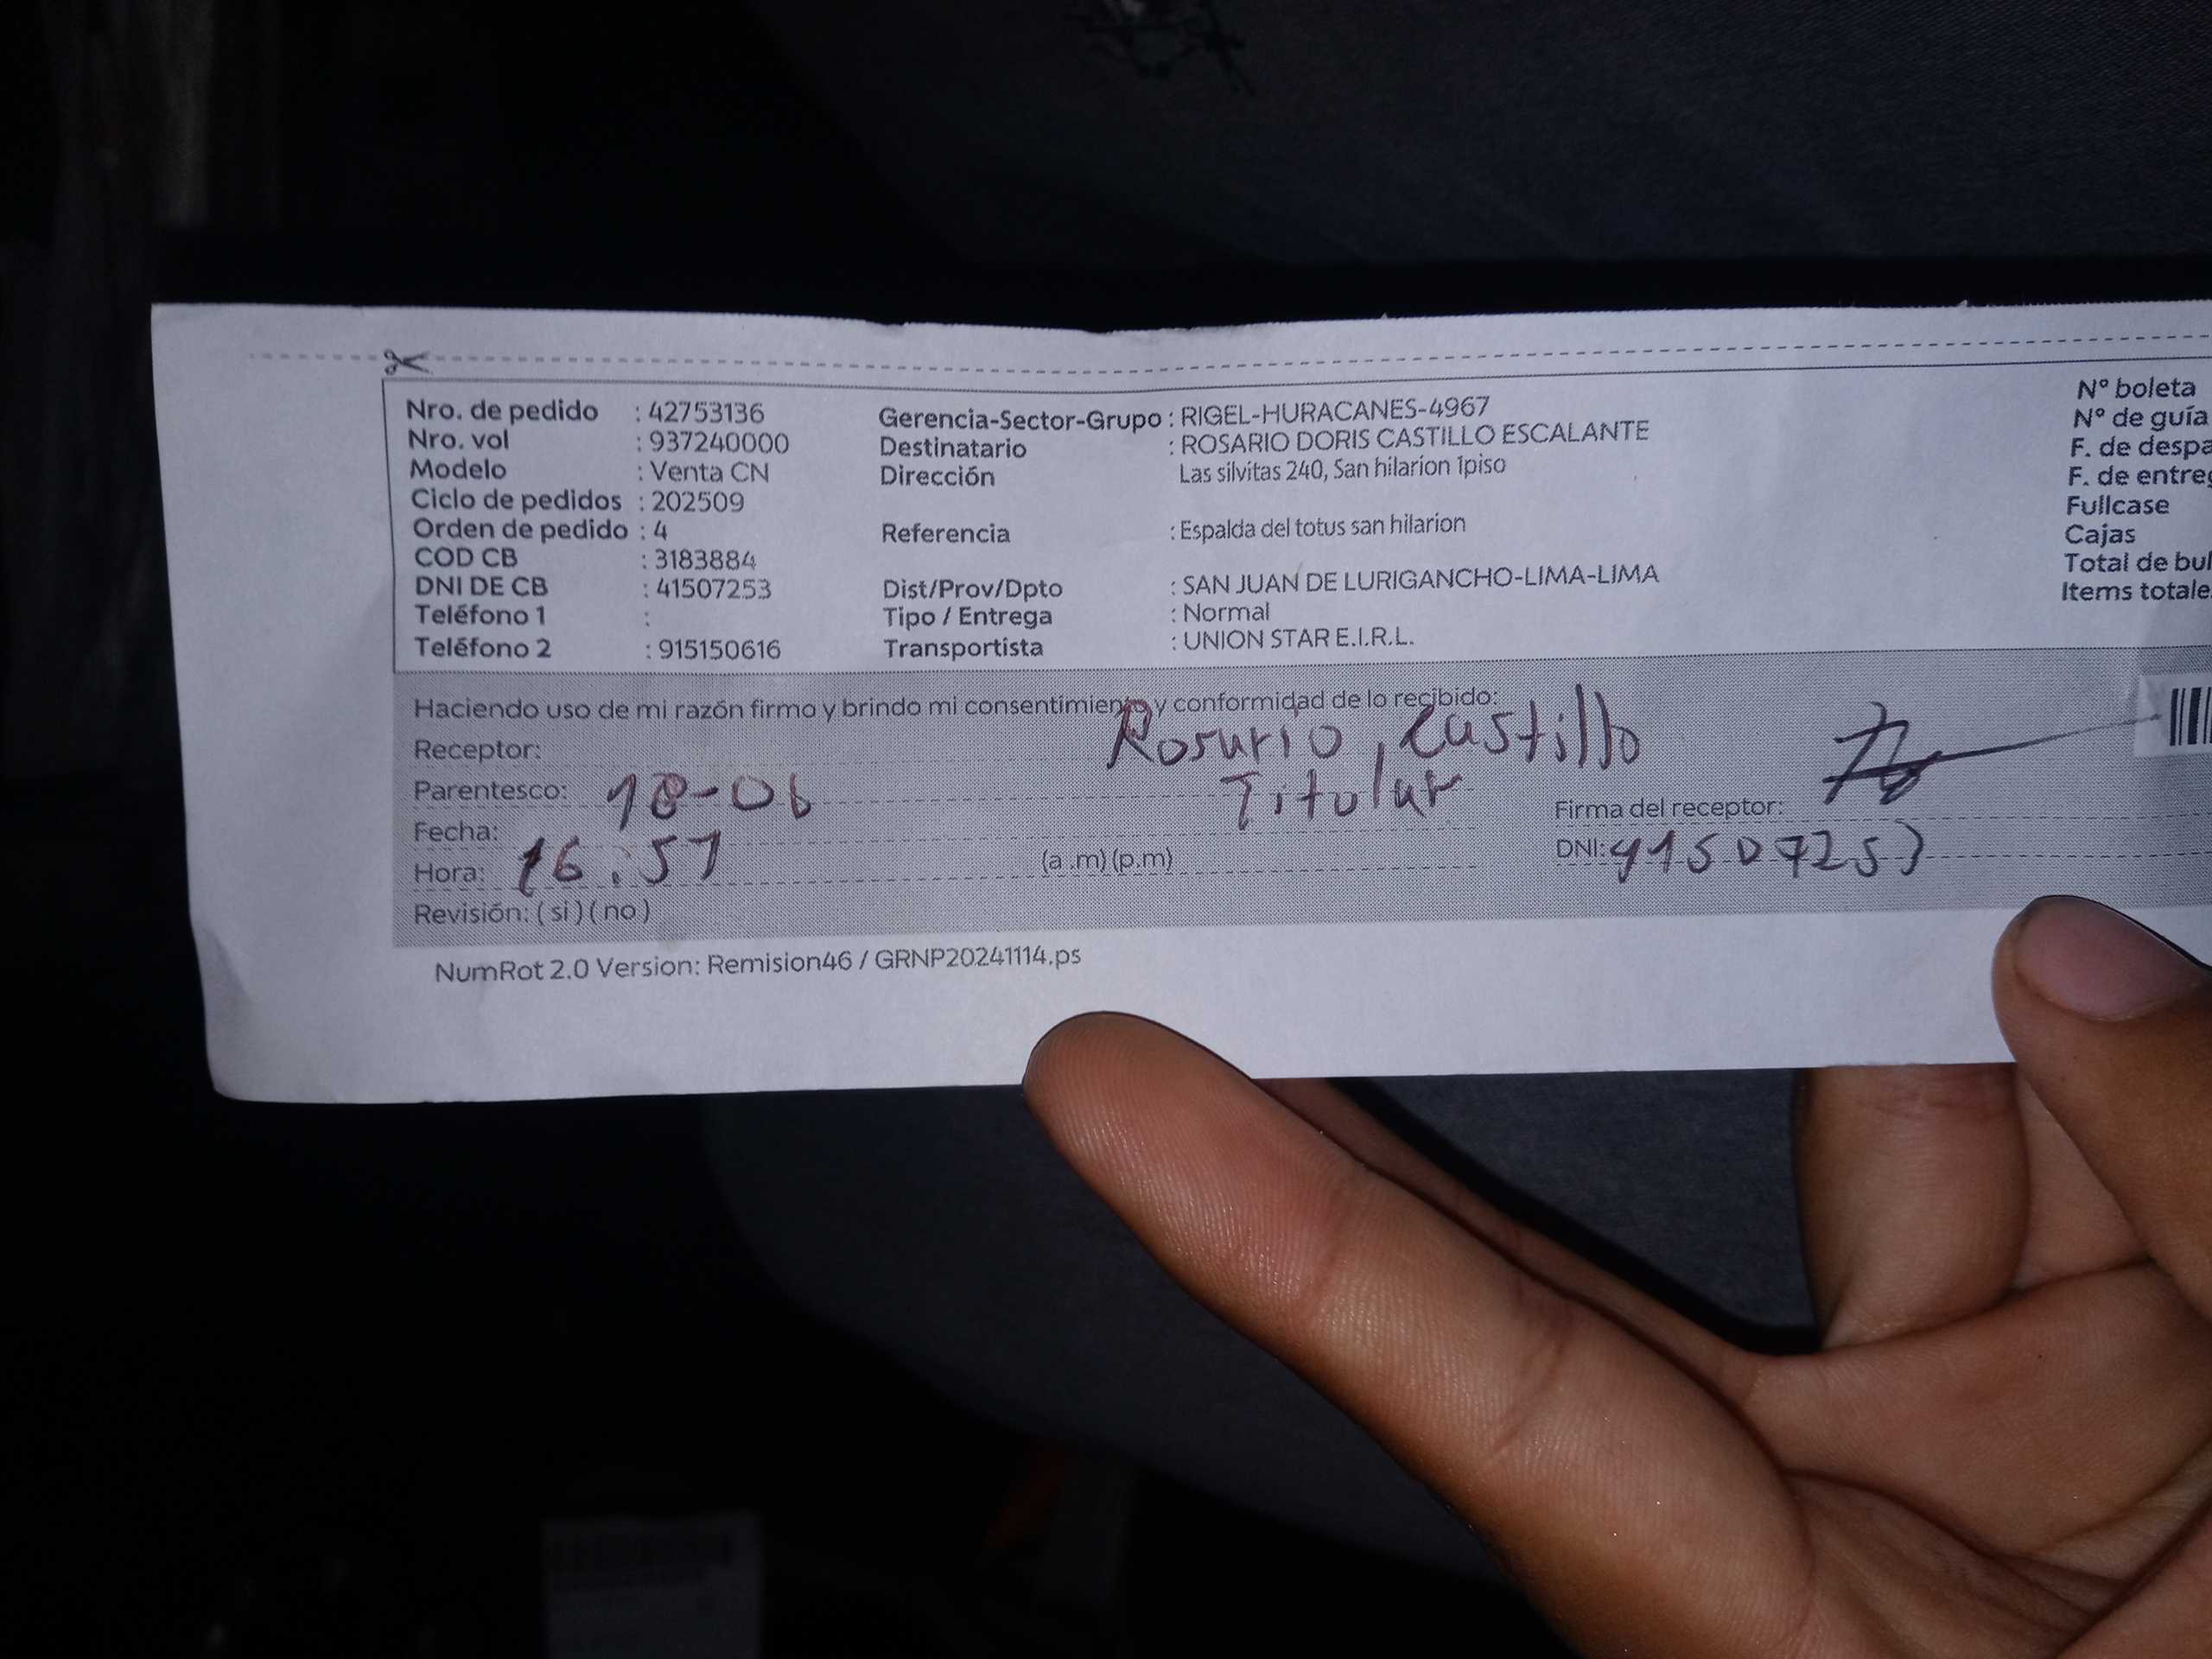 Nro. de pedido : 42753136
Nro. vol : 937240000
Modelo : Venta CN
Ciclo de pedidos : 202509
Orden de pedido : 4
COD CB : 3183884
DNI DE CB : 41507253
Teléfono 1 :
Teléfono 2 : 915150616
Gerencia-Sector-Grupo : RIGEL-HURACANES-4967
Destinatario : ROSARIO DORIS CASTILLO ESCALANTE
Dirección Las silvitas 240, San hilarion 1piso
Referencia : Espalda del totus san hilarion
Dist/Prov/Dpto : SAN JUAN DE LURIGANCHO-LIMA-LIMA
Tipo / Entrega : Normal
Transportista : UNION STAR E.I.R.L.
N° boleta
N° de guía
F. de despa
F. de entreg
Fullcase
Cajas
Total de bul
Items totale
Haciendo uso de mi razón firmo y brindo mi consentimiento y conformidad de lo recibido:
Receptor: Rosario, Castillo
Parentesco: Titular
Fecha: 18-06
Hora: 16:51 (a .m) (p.m)
Revisión: ( si ) ( no )
Firma del receptor:
DNI: 41507253
NumRot 2.0 Version: Remision46 / GRNP20241114.ps